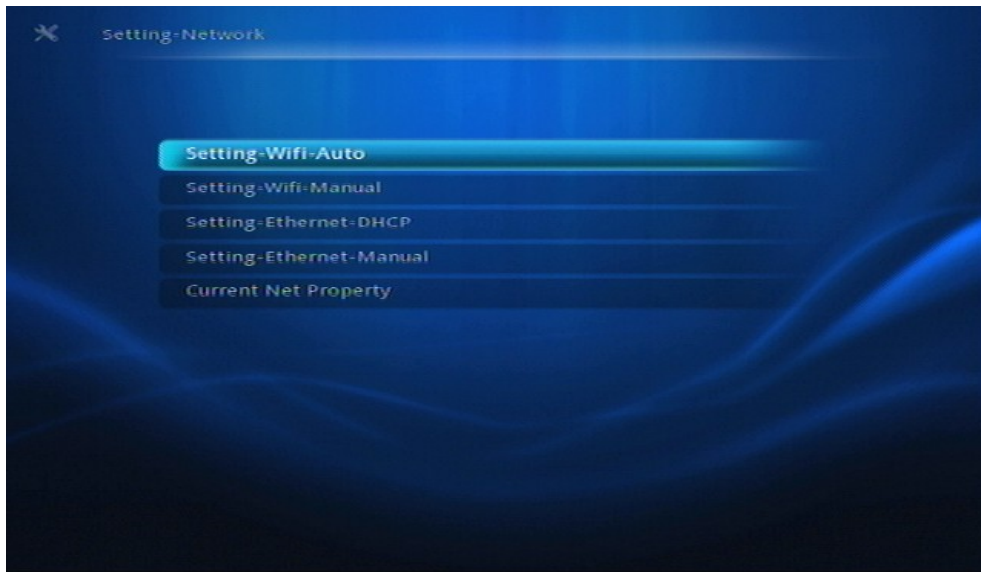 Setting-Network
Setting-Wifi-Auto
Setting-Wifi-Manual
Setting-Ethernet-DHCP
Setting-Ethernet-Manual
Current Net Property